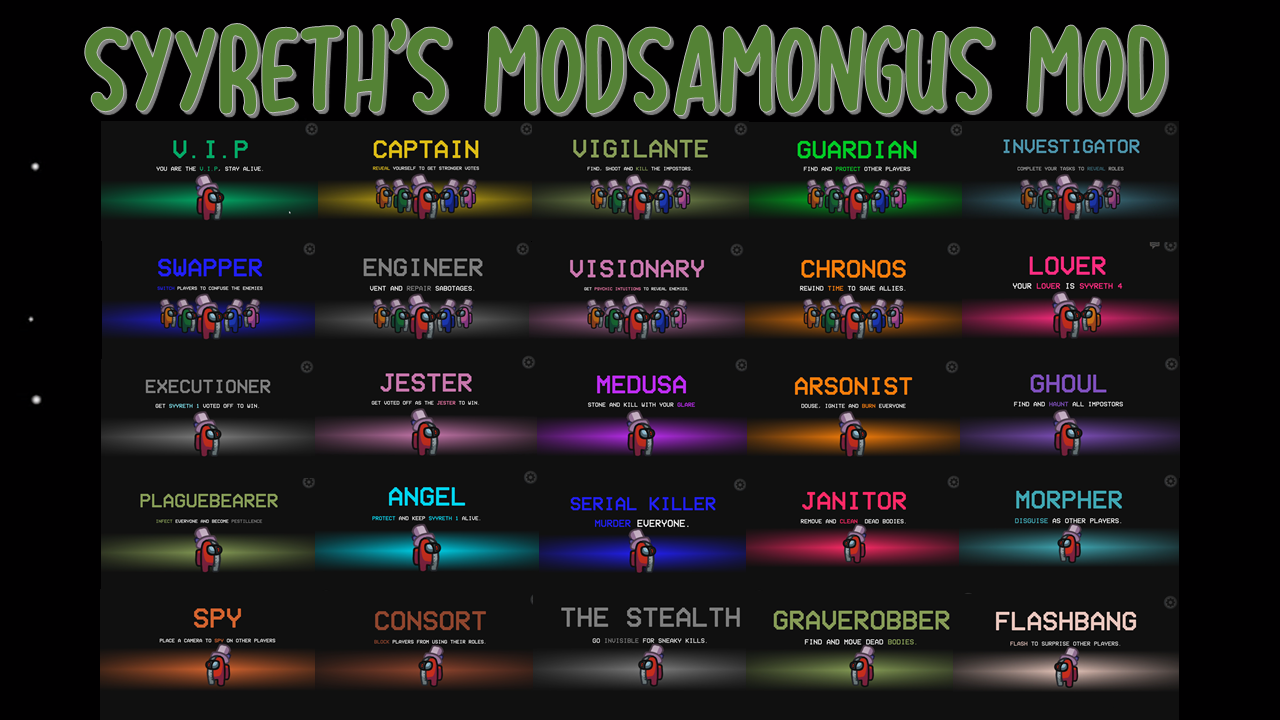 SYYRETH'S MODSAMONGUS MOD
V.I.P
YOU ARE THE V.I.P, STAY ALIVE.
CAPTAIN
REVEAL YOURSELF TO GET STRONGER VOTES
VIGILANTE
FIND, SHOOT AND KILL THE IMPOSTORS.
GUARDIAN
FIND AND PROTECT OTHER PLAYERS
INVESTIGATOR
COMPLETE YOUR TASKS TO REVEAL ROLES
SWAPPER
SWITCH PLAYERS TO CONFUSE THE ENEMIES
ENGINEER
VENT AND REPAIR SABOTAGES.
VISIONARY
GET PSYCHIC INTUITIONS TO REVEAL ENEMIES.
CHRONOS
REWIND TIME TO SAVE ALLIES.
LOVER
YOUR LOVER IS SYYRETH 4
EXECUTIONER
GET SYYRETH 1 VOTED OFF TO WIN.
JESTER
GET VOTED OFF AS THE JESTER TO WIN.
MEDUSA
STONE AND KILL WITH YOUR GLARE
ARSONIST
DOUSE, IGNITE AND BURN EVERYONE
GHOUL
FIND AND HAUNT ALL IMPOSTORS
PLAGUEBEARER
INFECT EVERYONE AND BECOME PESTILENCE
ANGEL
PROTECT AND KEEP SYYRETH 1 ALIVE.
SERIAL KILLER
MURDER EVERYONE.
JANITOR
REMOVE AND CLEAN DEAD BODIES.
MORPHER
DISGUISE AS OTHER PLAYERS.
SPY
PLACE A CAMERA TO SPY ON OTHER PLAYERS
CONSORT
BLOCK PLAYERS FROM USING THEIR ROLES.
THE STEALTH
GO INVISIBLE FOR SNEAKY KILLS.
GRAVEROBBER
FIND AND MOVE DEAD BODIES.
FLASHBANG
FLASH TO SURPRISE OTHER PLAYERS.